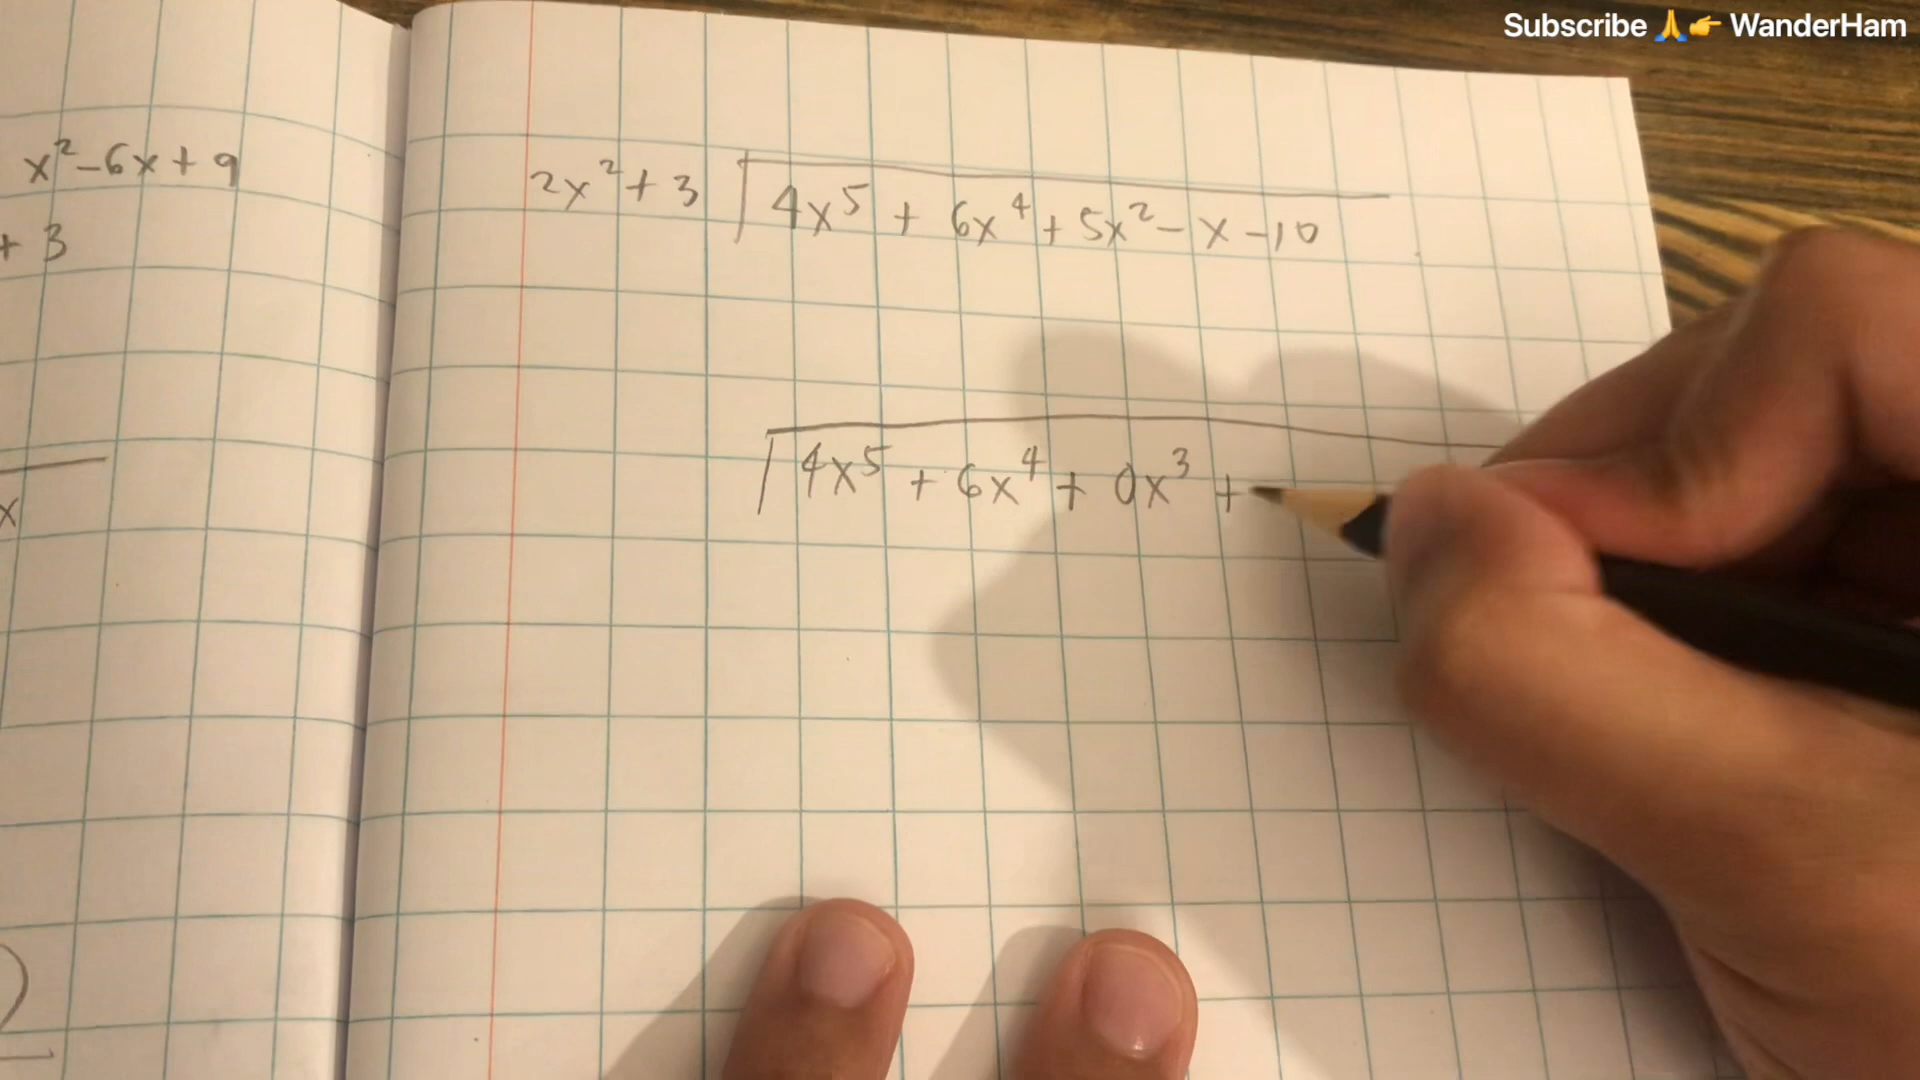 Subscribe 🙏👉 WanderHam
x²-6x+9
+ 3
x
2x²+3 4x⁵ + 6x⁴ + 5x² - x - 10
4x⁵ + 6x⁴ + 0x³ +